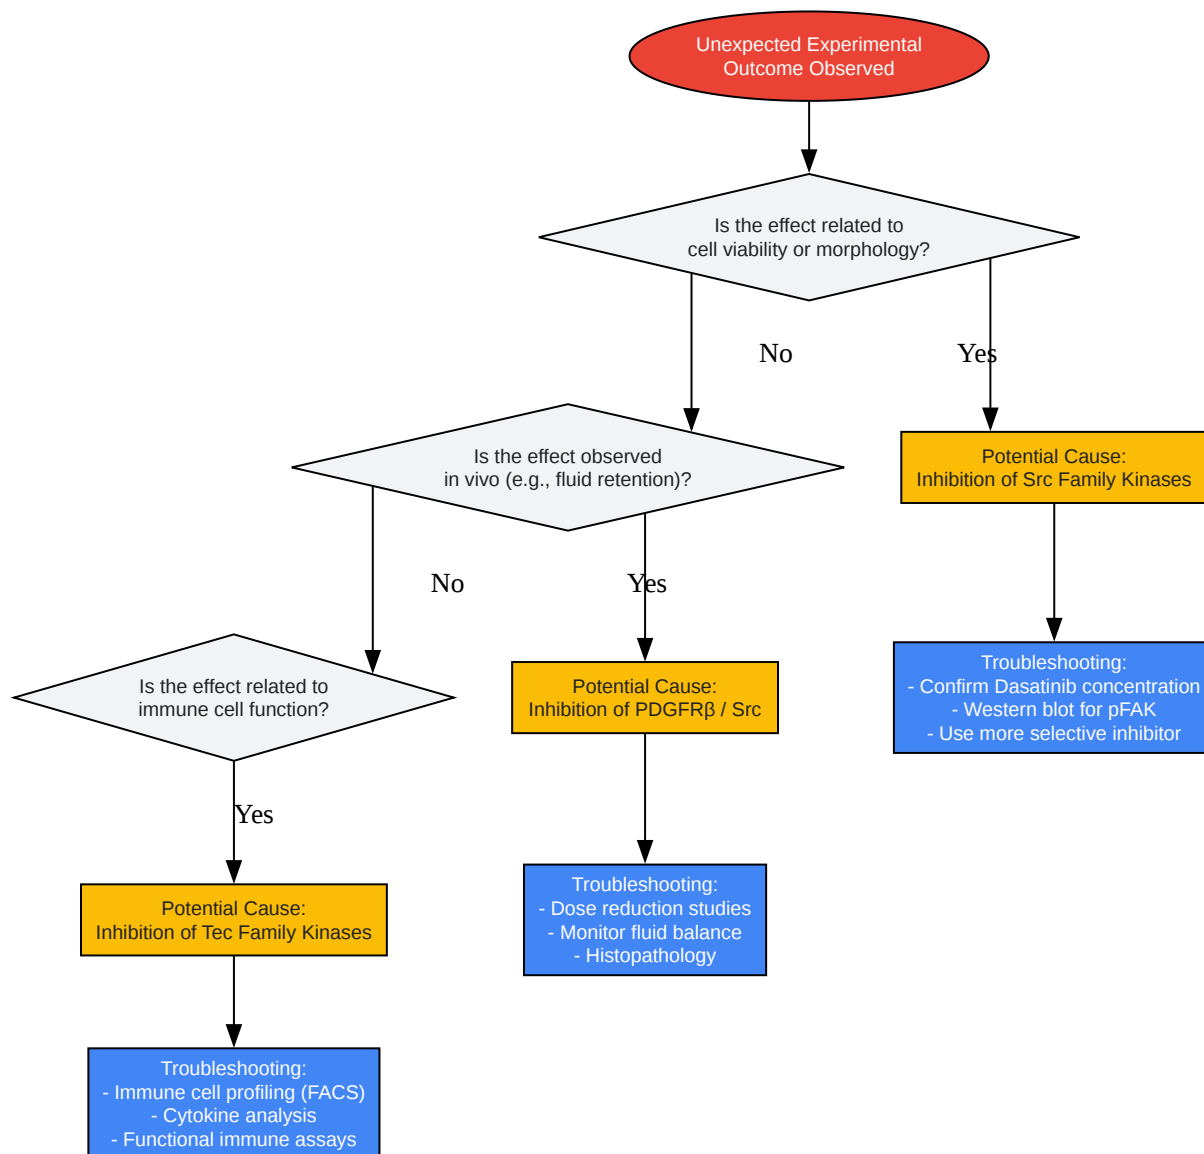 Unexpected Experimental
Outcome Observed
Is the effect related to
cell viability or morphology?
No
Yes
Is the effect observed
in vivo (e.g., fluid retention)?
Potential Cause:
Inhibition of Src Family Kinases
No
Yes
Troubleshooting:
- Confirm Dasatinib concentration
- Western blot for pFAK
- Use more selective inhibitor
Is the effect related to
immune cell function?
Potential Cause:
Inhibition of PDGFRβ / Src
Yes
Troubleshooting:
- Dose reduction studies
- Monitor fluid balance
- Histopathology
Potential Cause:
Inhibition of Tec Family Kinases
Troubleshooting:
- Immune cell profiling (FACS)
- Cytokine analysis
- Functional immune assays